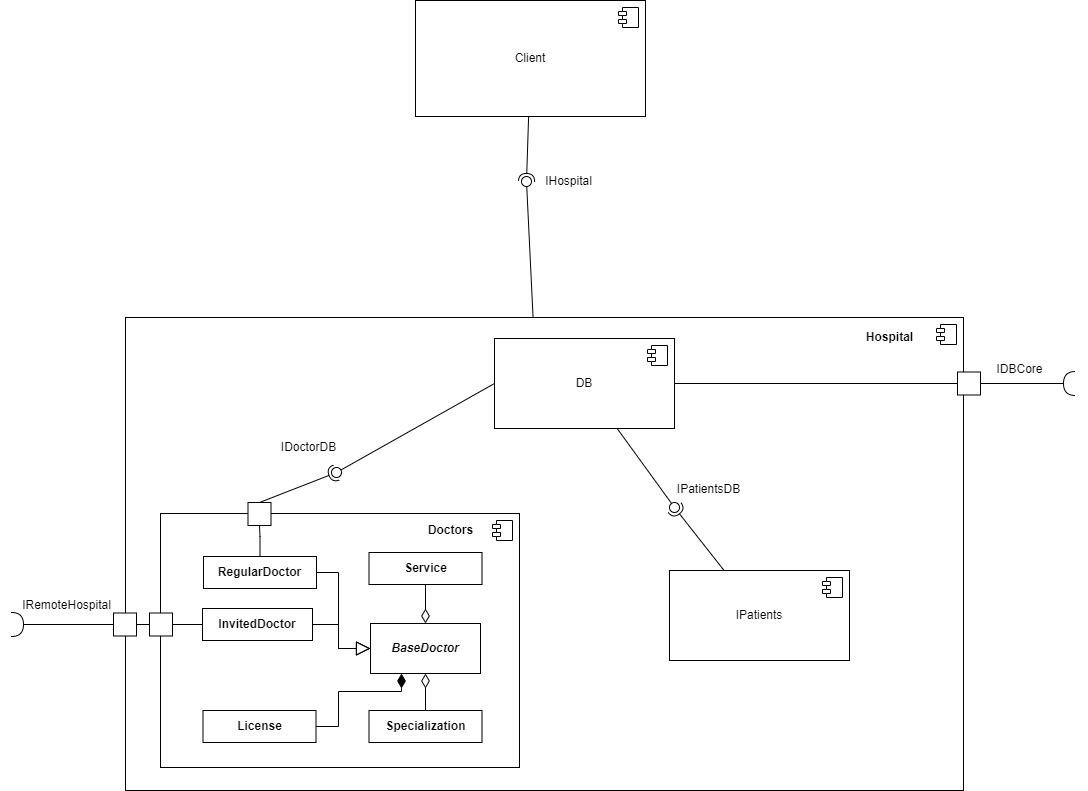 Client
IHospital
Hospital
DB
IDBCore
IDoctorDB
IPatientsDB
Doctors
RegularDoctor
Service
IPatients
IRemoteHospital
InvitedDoctor
BaseDoctor
License
Specialization